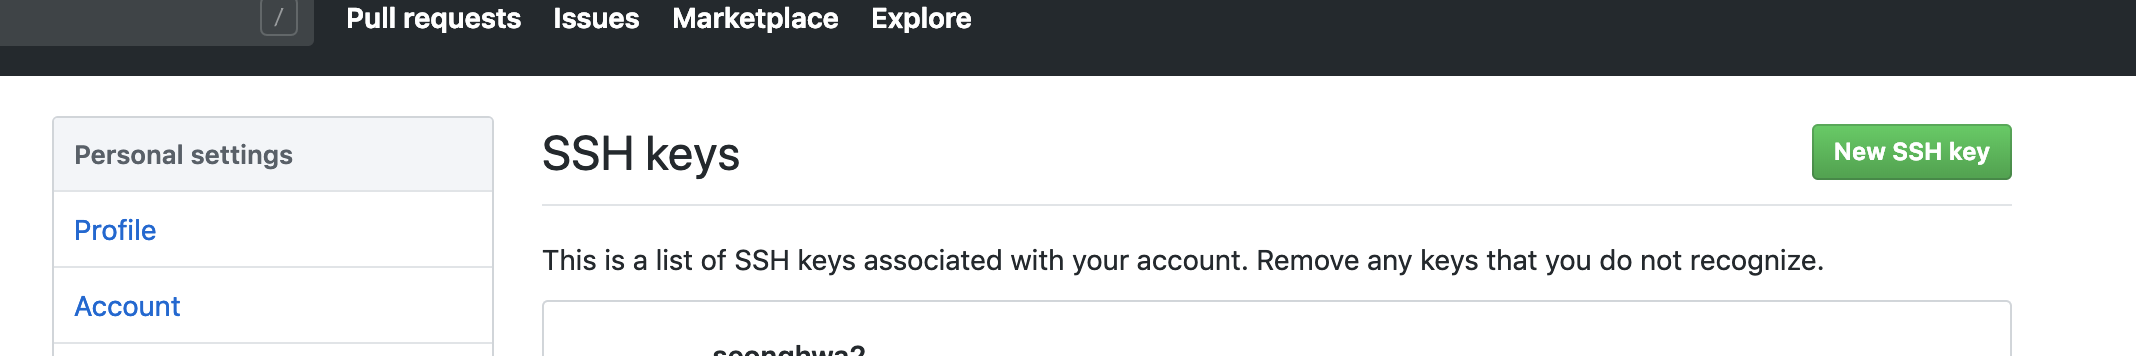 / Pull requests Issues Marketplace Explore
Personal settings
Profile
Account
SSH keys
New SSH key
This is a list of SSH keys associated with your account. Remove any keys that you do not recognize.
seonghwa2